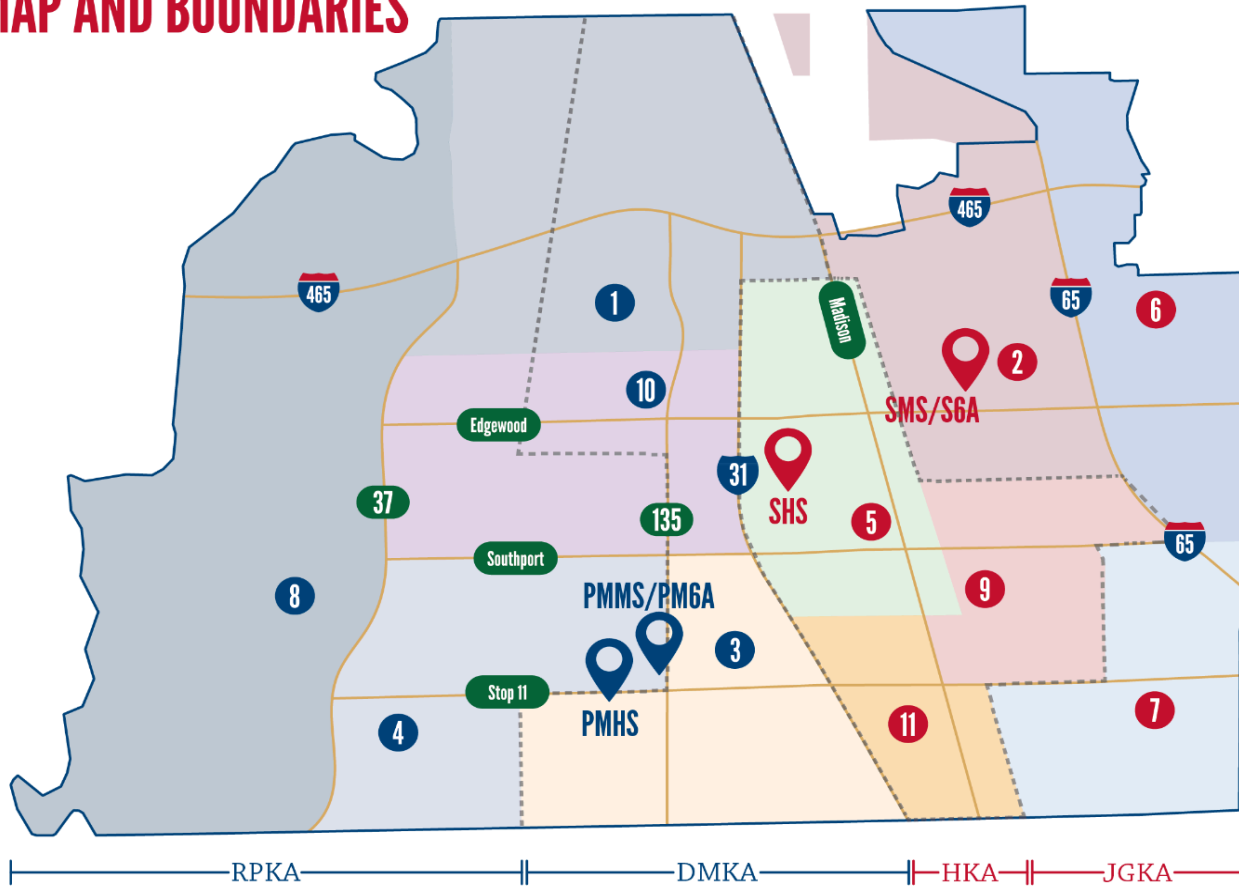 MAP AND BOUNDARIES
465
465
1
Madison
65
6
2
10
SMS/S6A
Edgewood
31
37
SHS
135
5
65
Southport
8
PMMS/PM6A
9
3
Stop 11
PMHS
4
11
7
RPKA
DMKA
HKA
JGKA